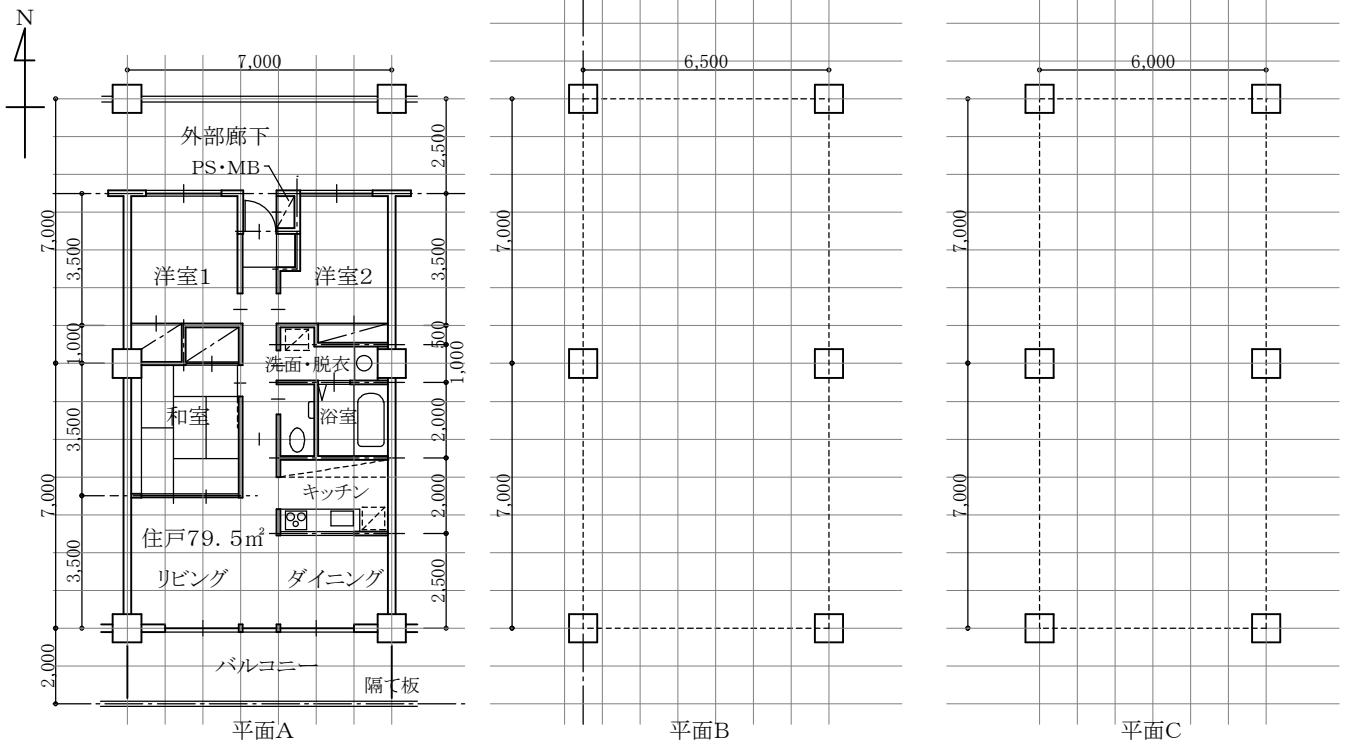 N
7,000
外部廊下
PS・MB
2,500
7,000
3,500
洋室1
洋室2
3,500
1,000
500
洗面・脱衣
1,000
和室
浴室
3,500
2,000
キッチン
2,000
7,000
住戸79.5㎡
3,500
リビング
ダイニング
2,500
バルコニー
2,000
隔て板
平面A
6,500
7,000
7,000
平面B
6,000
7,000
7,000
平面C